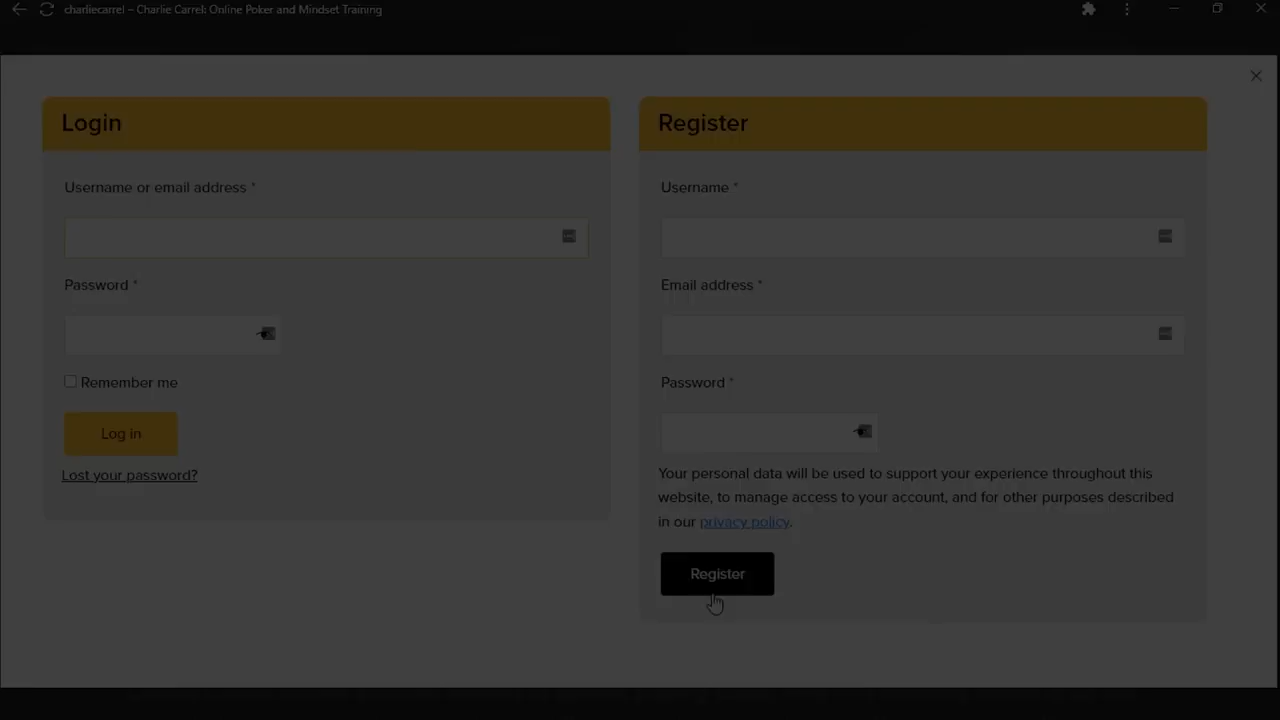 charliecarrel – Charlie Carrel: Online Poker and Mindset Training
Login
Username or email address *
Password *
Remember me
Log in
Lost your password?
Register
Username *
Email address *
Password *
Your personal data will be used to support your experience throughout this
website, to manage access to your account, and for other purposes described
in our privacy policy.
Register